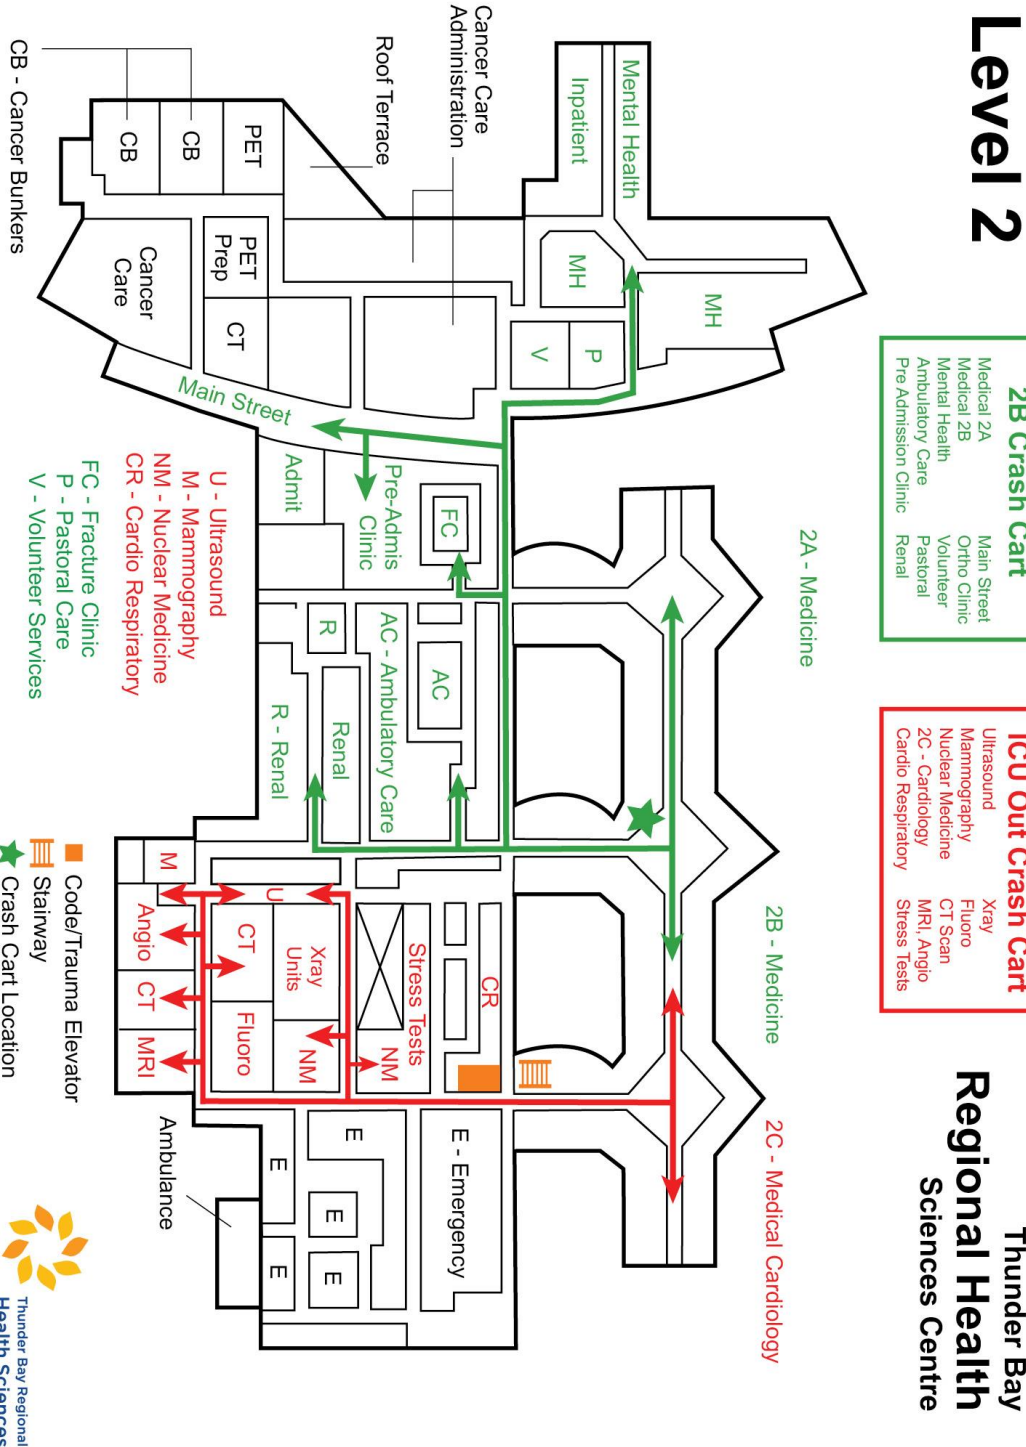 Level 2
2B Crash Cart
Medical 2A
Medical 2B
Mental Health
Ambulatory Care
Pre Admission Clinic
Main Street
Ortho Clinic
Volunteer
Pastoral
Renal
ICU Out Crash Cart
Ultrasound
Mammography
Nuclear Medicine
2C - Cardiology
Cardio Respiratory
Xray
Fluoro
CT Scan
MRI, Angio
Stress Tests
Thunder Bay
Regional Health
Sciences Centre
2A - Medicine
2B - Medicine
2C - Medical Cardiology
Cancer Care
Administration
Roof Terrace
CB - Cancer Bunkers
Mental Health
Inpatient
MH
MH
V
P
PET
CB
CB
PET
Prep
CT
Cancer
Care
Main Street
Admit
Pre-Admis
Clinic
FC
AC
AC - Ambulatory Care
R
Renal
R - Renal
CR
Stress Tests
NM
Xray
Units
NM
CT
Fluoro
U
M
Angio
CT
MRI
E - Emergency
E
E
E
E
E
Ambulance
U - Ultrasound
M - Mammography
NM - Nuclear Medicine
CR - Cardio Respiratory
FC - Fracture Clinic
P - Pastoral Care
V - Volunteer Services
Code/Trauma Elevator
Stairway
Crash Cart Location
Thunder Bay Regional
Health Sciences